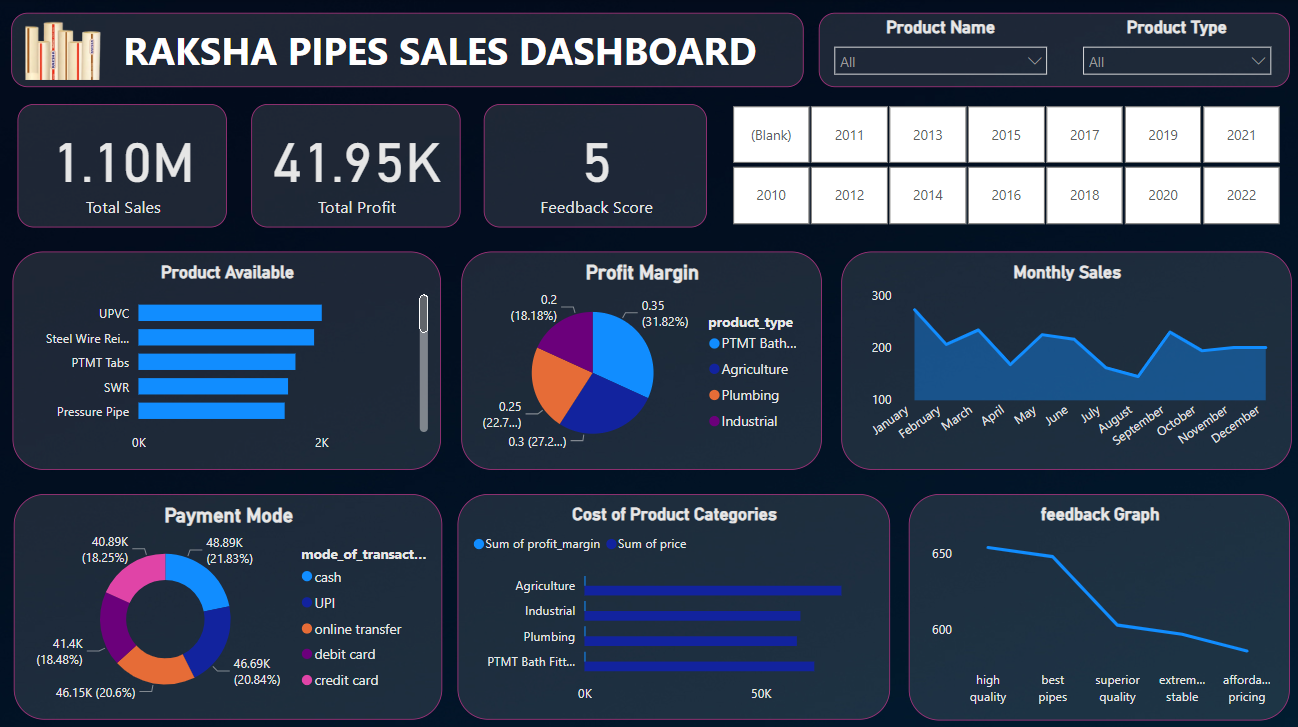 RAKSHA PIPES SALES DASHBOARD
Product Name
All
Product Type
All
1.10M
Total Sales
41.95K
Total Profit
5
Feedback Score
(Blank) 2011 2013 2015 2017 2019 2021
2010 2012 2014 2016 2018 2020 2022
Product Available
UPVC
Steel Wire Rei...
PTMT Tabs
SWR
Pressure Pipe
0K 2K
Profit Margin
0.2
(18.18%)
0.35
(31.82%)
0.25
(22.7...)
0.3 (27.2...)
product_type
PTMT Bath...
Agriculture
Plumbing
Industrial
Monthly Sales
300
200
100
January
February
March
April
May
June
July
August
September
October
November
December
Payment Mode
40.89K
(18.25%)
48.89K
(21.83%)
41.4K
(18.48%)
46.69K
(20.84%)
46.15K (20.6%)
mode_of_transact...
cash
UPI
online transfer
debit card
credit card
Cost of Product Categories
Sum of profit_margin Sum of price
Agriculture
Industrial
Plumbing
PTMT Bath Fitt...
0K 50K
feedback Graph
650
600
high
quality
best
pipes
superior
quality
extrem...
stable
afforda...
pricing